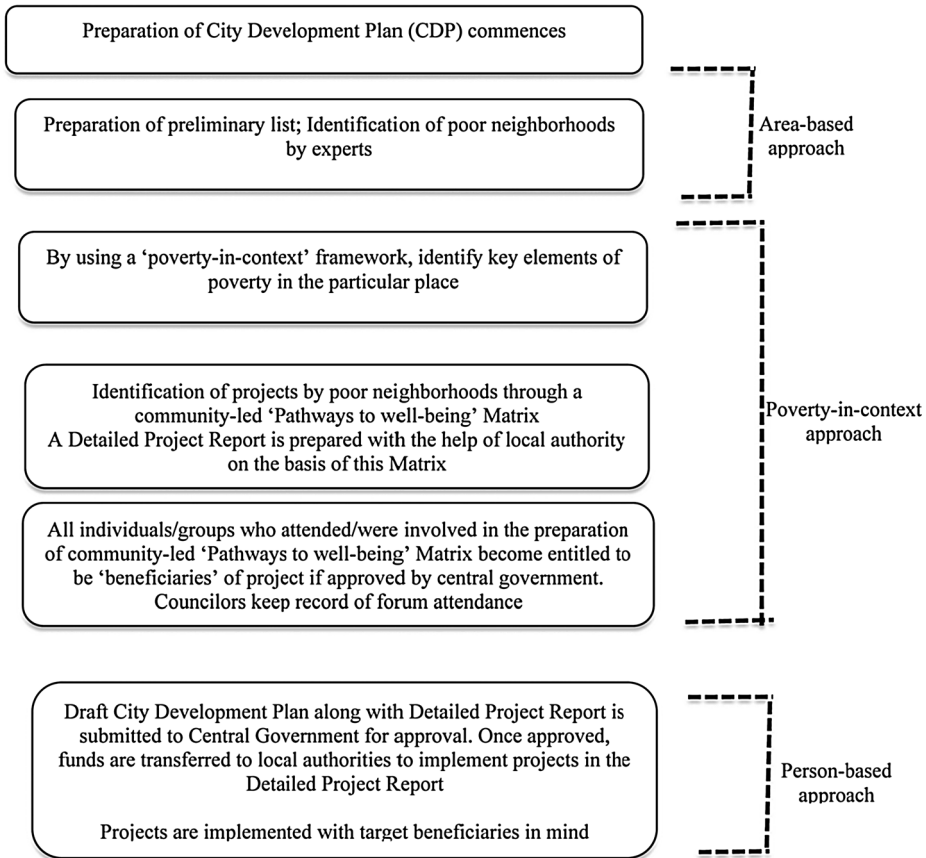 Preparation of City Development Plan (CDP) commences
Preparation of preliminary list; Identification of poor neighborhoods
by experts
Area-based
approach
By using a ‘poverty-in-context’ framework, identify key elements of
poverty in the particular place
Identification of projects by poor neighborhoods through a
community-led ‘Pathways to well-being’ Matrix
A Detailed Project Report is prepared with the help of local authority
on the basis of this Matrix
Poverty-in-context
approach
All individuals/groups who attended/were involved in the preparation
of community-led ‘Pathways to well-being’ Matrix become entitled to
be ‘beneficiaries’ of project if approved by central government.
Councilors keep record of forum attendance
Draft City Development Plan along with Detailed Project Report is
submitted to Central Government for approval. Once approved,
funds are transferred to local authorities to implement projects in the
Detailed Project Report
Projects are implemented with target beneficiaries in mind
Person-based
approach